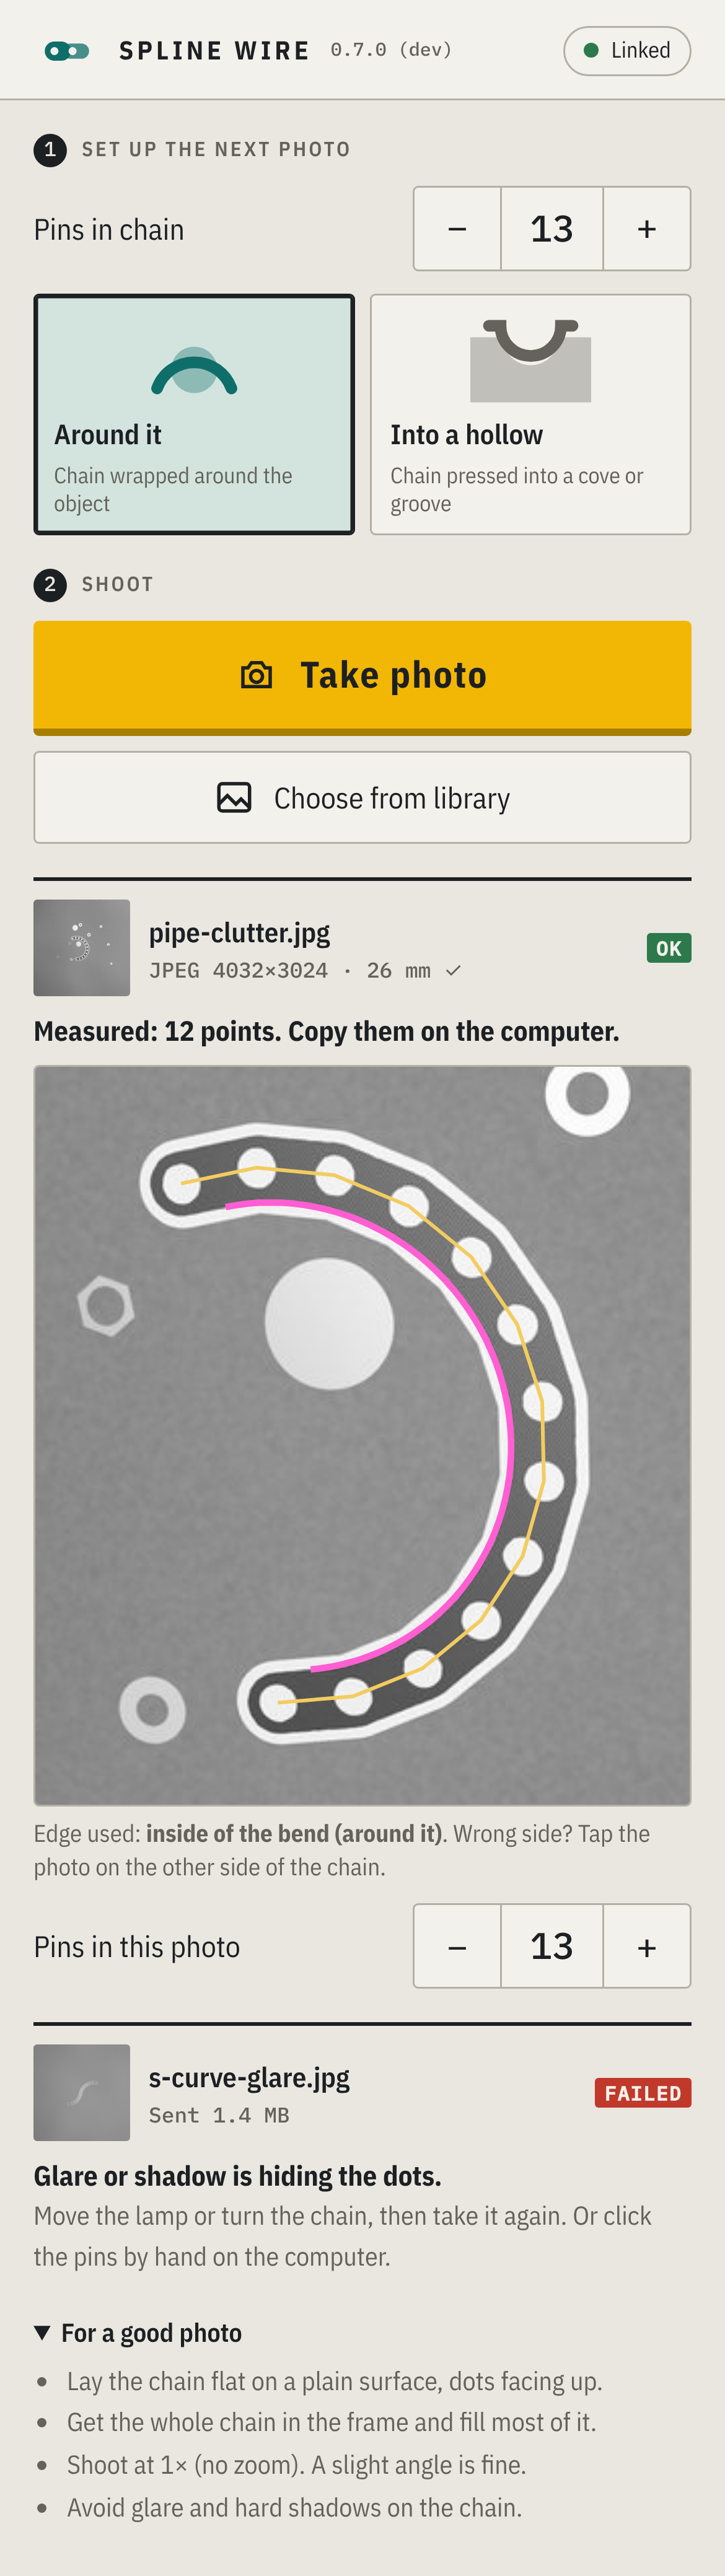 SPLINE WIRE 0.7.0 (dev) Linked
1 SET UP THE NEXT PHOTO
Pins in chain − 13 +
Around it
Chain wrapped around the
object
Into a hollow
Chain pressed into a cove or
groove
2 SHOOT
Take photo
Choose from library
pipe-clutter.jpg
JPEG 4032×3024 · 26 mm ✓
OK
Measured: 12 points. Copy them on the computer.
Edge used: inside of the bend (around it). Wrong side? Tap the
photo on the other side of the chain.
Pins in this photo − 13 +
s-curve-glare.jpg
Sent 1.4 MB
FAILED
Glare or shadow is hiding the dots.
Move the lamp or turn the chain, then take it again. Or click
the pins by hand on the computer.
▼ For a good photo
• Lay the chain flat on a plain surface, dots facing up.
• Get the whole chain in the frame and fill most of it.
• Shoot at 1× (no zoom). A slight angle is fine.
• Avoid glare and hard shadows on the chain.